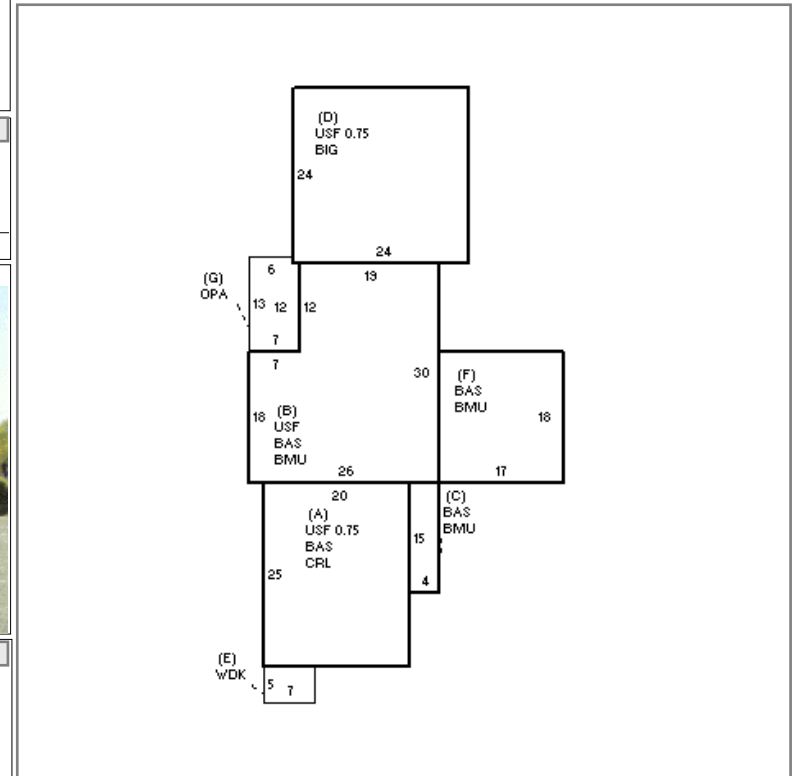 (D)
USF 0.75
BIG
24
24
6
19
(G)
OPA
13
12
12
7
7
30
(F)
BAS
BMU
18
18
(B)
USF
BAS
BMU
26
17
20
(C)
BAS
BMU
(A)
USF 0.75
BAS
CRL
15
25
4
(E)
WDK
5
7